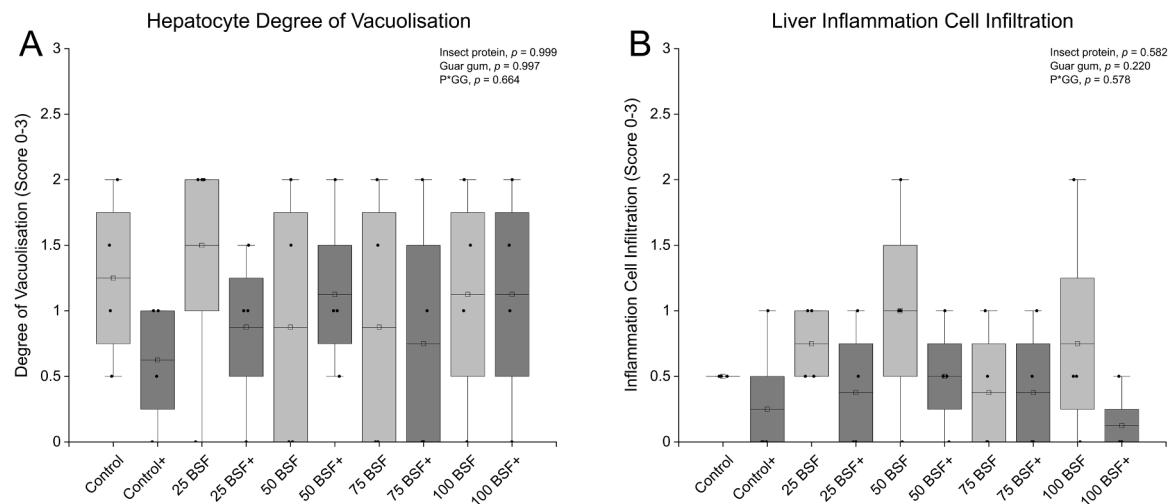 Hepatocyte Degree of Vacuolisation
A
Insect protein, p = 0.999
Guar gum, p = 0.997
P*GG, p = 0.664
Degree of Vacuolisation (Score 0-3)
3
2.5
2
1.5
1
0.5
0
Control
Control+
25 BSF
25 BSF+
50 BSF
50 BSF+
75 BSF
75 BSF+
100 BSF
100 BSF+
Liver Inflammation Cell Infiltration
B
Insect protein, p = 0.582
Guar gum, p = 0.220
P*GG, p = 0.578
Inflammation Cell Infiltration (Score 0-3)
3
2.5
2
1.5
1
0.5
0
Control
Control+
25 BSF
25 BSF+
50 BSF
50 BSF+
75 BSF
75 BSF+
100 BSF
100 BSF+